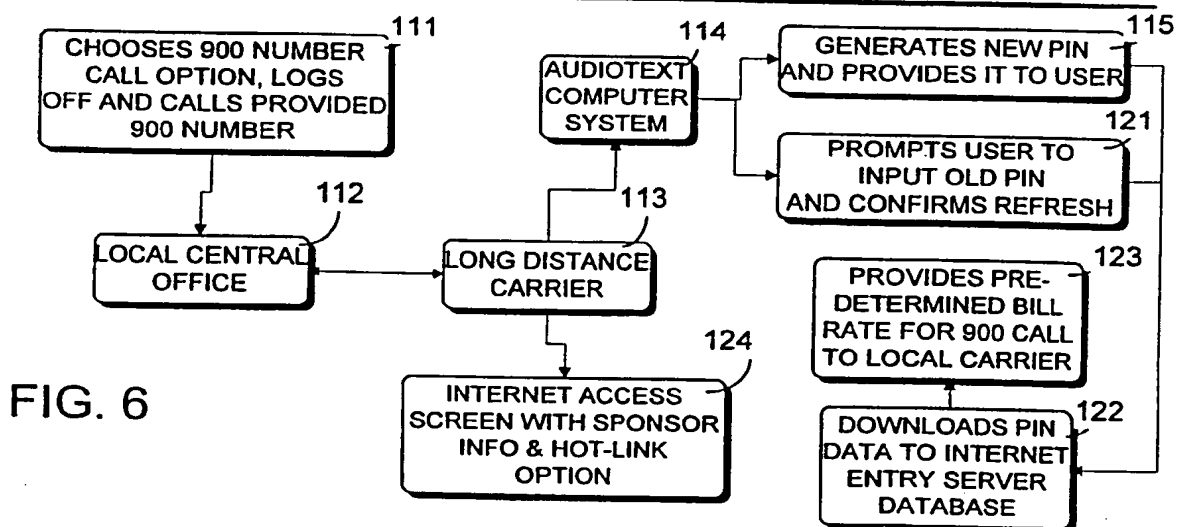 111
CHOOSES 900 NUMBER
CALL OPTION, LOGS
OFF AND CALLS PROVIDED
900 NUMBER
112
LOCAL CENTRAL
OFFICE
113
LONG DISTANCE
CARRIER
114
AUDIOTEXT
COMPUTER
SYSTEM
115
GENERATES NEW PIN
AND PROVIDES IT TO USER
121
PROMPTS USER TO
INPUT OLD PIN
AND CONFIRMS REFRESH
123
PROVIDES PRE-
DETERMINED BILL
RATE FOR 900 CALL
TO LOCAL CARRIER
122
DOWNLOADS PIN
DATA TO INTERNET
ENTRY SERVER
DATABASE
124
INTERNET ACCESS
SCREEN WITH SPONSOR
INFO & HOT-LINK
OPTION
FIG. 6